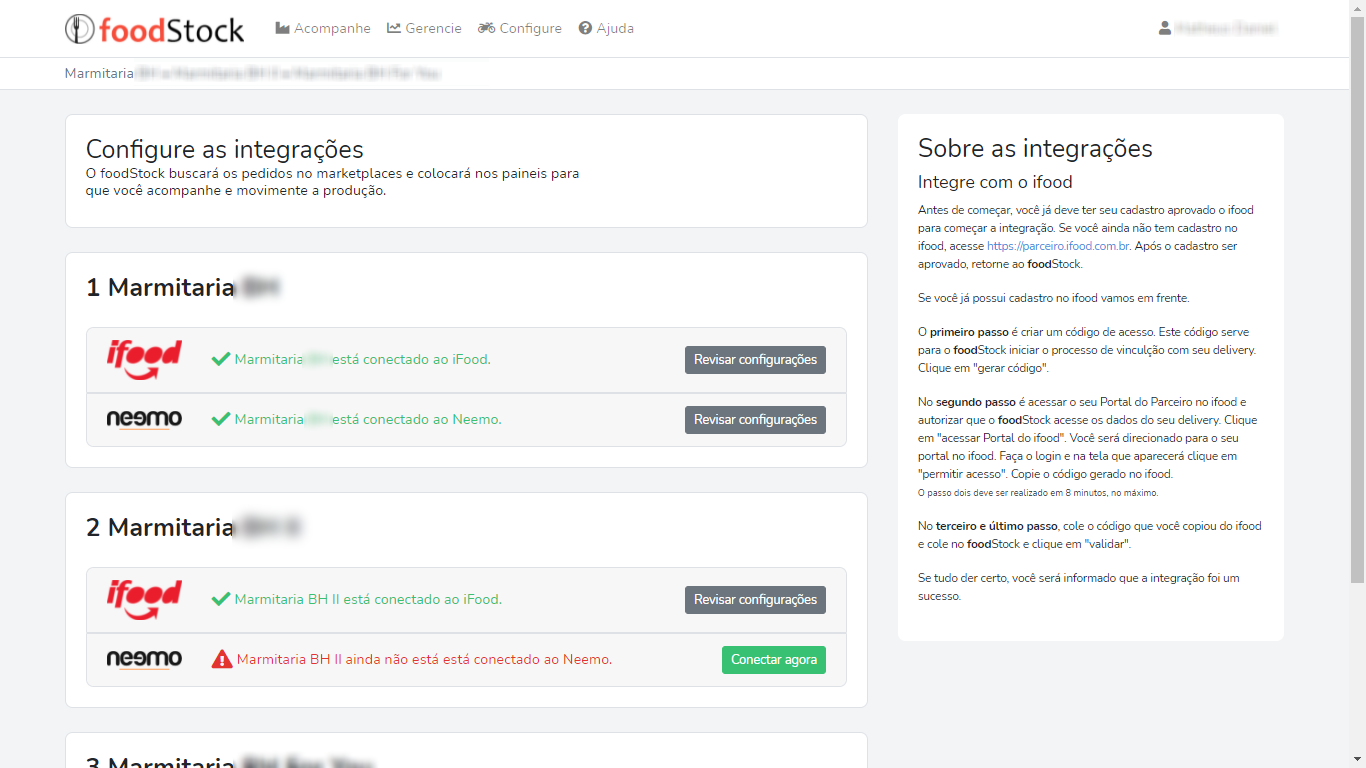 foodStock Acompanhe Gerencie Configure Ajuda
Marmitaria
Configure as integrações
O foodStock buscará os pedidos no marketplaces e colocará nos paineis para
que você acompanhe e movimente a produção.
1 Marmitaria
ifood Marmitaria está conectado ao iFood. Revisar configurações
neemo Marmitaria está conectado ao Neemo. Revisar configurações
2 Marmitaria
ifood Marmitaria BH II está conectado ao iFood. Revisar configurações
neemo Marmitaria BH II ainda não está está conectado ao Neemo. Conectar agora
3 Marmitaria
Sobre as integrações
Integre com o ifood
Antes de começar, você já deve ter seu cadastro aprovado o ifood
para começar a integração. Se você ainda não tem cadastro no
ifood, acesse https://parceiro.ifood.com.br. Após o cadastro ser
aprovado, retorne ao foodStock.
Se você já possui cadastro no ifood vamos em frente.
O primeiro passo é criar um código de acesso. Este código serve
para o foodStock iniciar o processo de vinculção com seu delivery.
Clique em "gerar código".
No segundo passo é acessar o seu Portal do Parceiro no ifood e
autorizar que o foodStock acesse os dados do seu delivery. Clique
em "acessar Portal do ifood". Você será direcionado para o seu
portal no ifood. Faça o login e na tela que aparecerá clique em
"permitir acesso". Copie o código gerado no ifood.
O passo dois deve ser realizado em 8 minutos, no máximo.
No terceiro e último passo, cole o código que você copiou do ifood
e cole no foodStock e clique em "validar".
Se tudo der certo, você será informado que a integração foi um
sucesso.